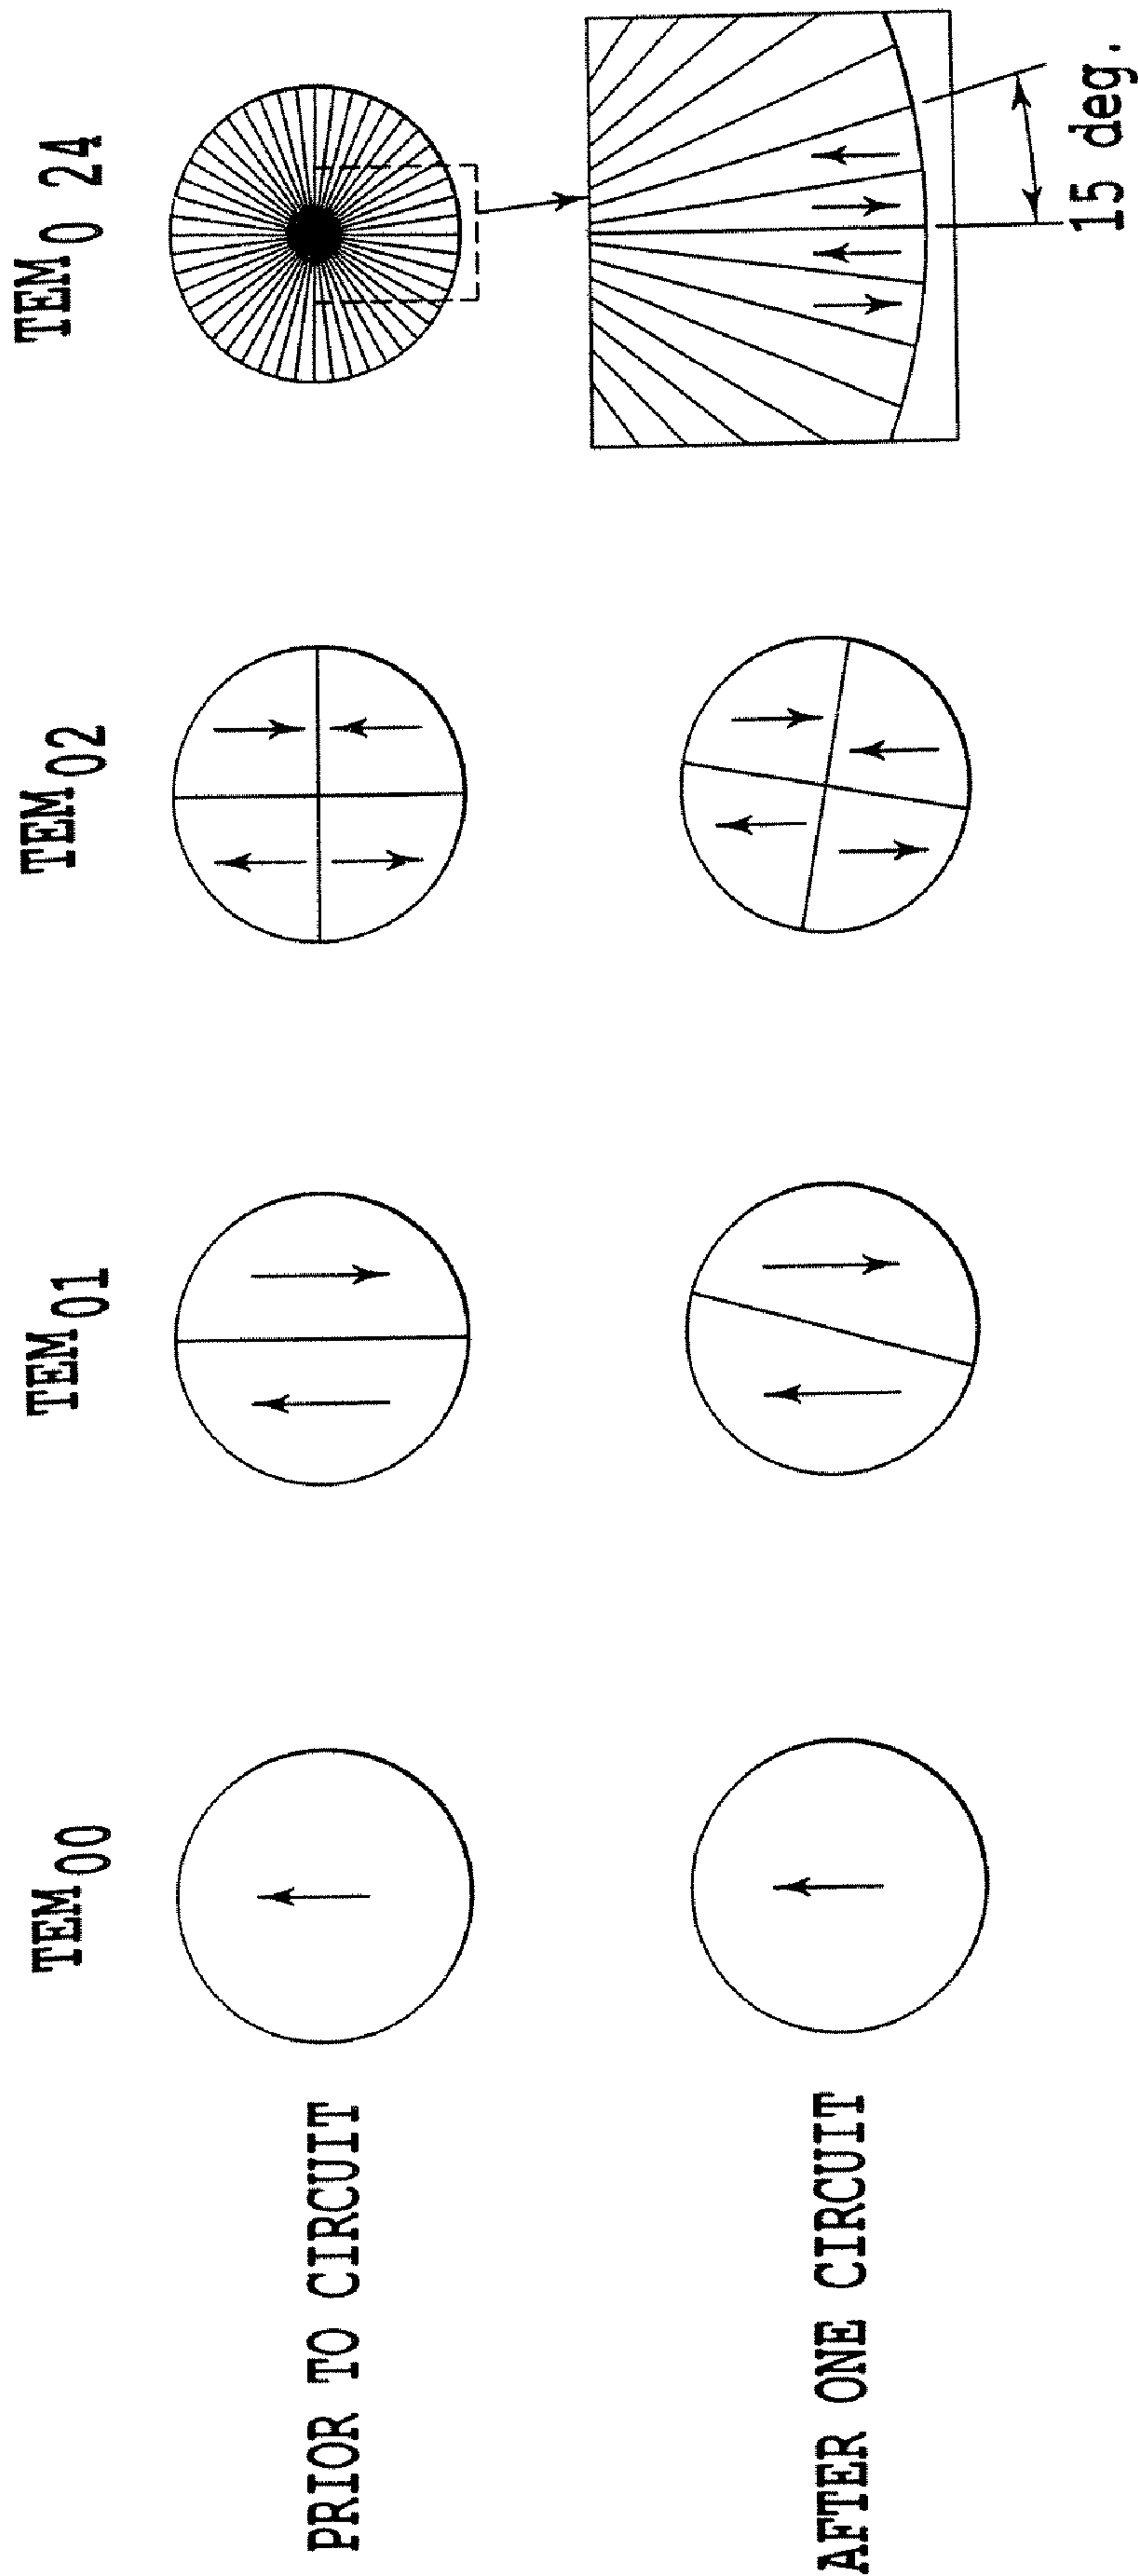 TEM00
TEM01
TEM02
TEM0 24
PRIOR TO CIRCUIT
AFTER ONE CIRCUIT
15 deg.